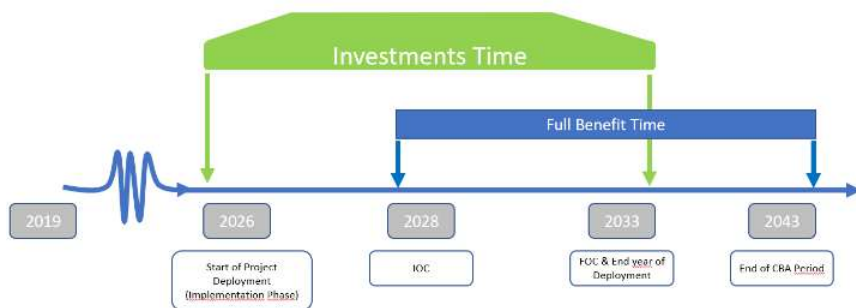 Investments Time
Full Benefit Time
2019
2026
2028
2033
2043
Start of Project
Deployment
(Implementation Phase)
IOC
FOC & End year of
Deployment
End of CBA Period